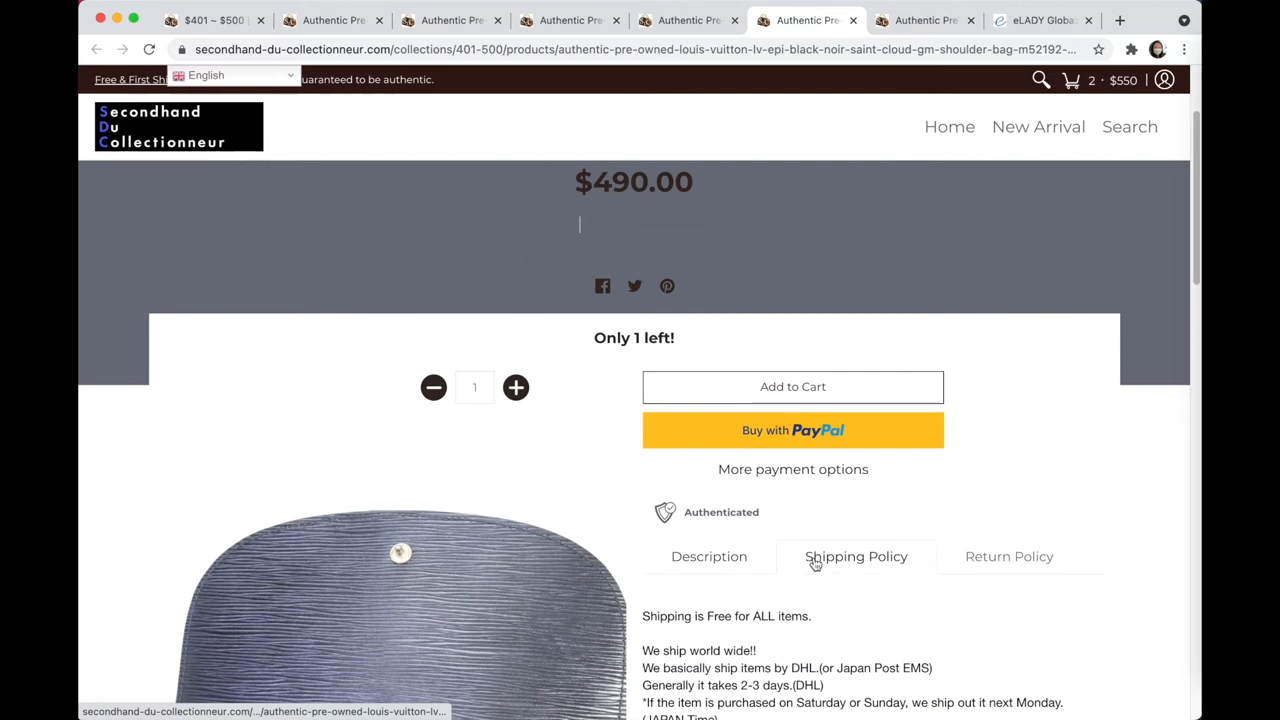 $401 ~ $500
Authentic Pre-
Authentic Pre-
Authentic Pre-
Authentic Pre-
Authentic Pre-
Authentic Pre-
eLADY Globa
secondhand-du-collectionneur.com/collections/401-500/products/authentic-pre-owned-louis-vuitton-lv-epi-black-noir-saint-cloud-gm-shoulder-bag-m52192-...
Free & First Shi
English
uaranteed to be authentic.
2 · $550
Secondhand
Du
Collectionneur
Home
New Arrival
Search
$490.00
Only 1 left!
1
Add to Cart
Buy with PayPal
More payment options
Authenticated
Description
Shipping Policy
Return Policy
Shipping is Free for ALL items.
We ship world wide!!
We basically ship items by DHL.(or Japan Post EMS)
Generally it takes 2-3 days.(DHL)
*If the item is purchased on Saturday or Sunday, we ship out it next Monday.
(JAPAN Time)
secondhand-du-collectionneur.com/.../authentic-pre-owned-louis-vuitton-lv...